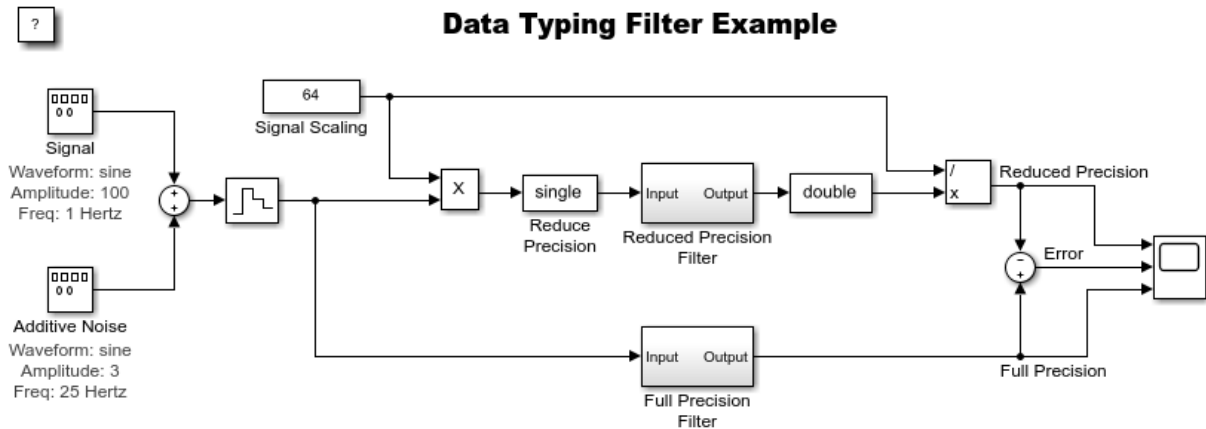 ?
Data Typing Filter Example
64
Signal Scaling
Signal
Waveform: sine
Amplitude: 100
Freq: 1 Hertz
+
+
X
single
Reduce
Precision
Input Output
Reduced Precision
Filter
double
/
x
Reduced Precision
−
+
Error
Additive Noise
Waveform: sine
Amplitude: 3
Freq: 25 Hertz
Input Output
Full Precision
Filter
Full Precision